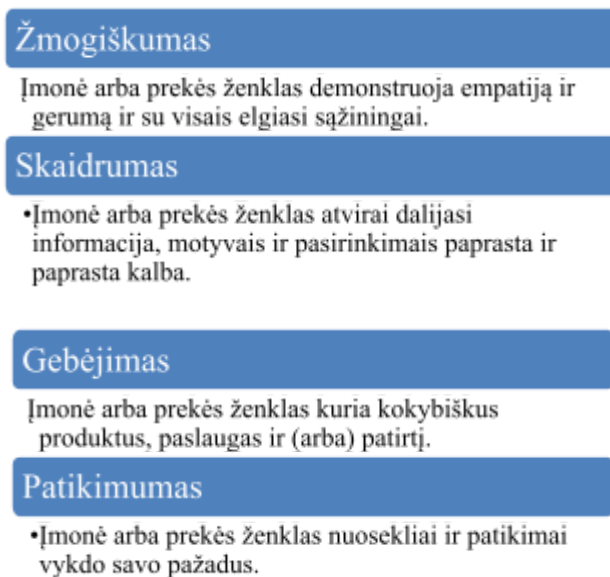 Žmogiškumas
Įmonė arba prekės ženklas demonstruoja empatiją ir
gerumą ir su visais elgiasi sąžiningai.
Skaidrumas
•Įmonė arba prekės ženklas atvirai dalijasi
informacija, motyvais ir pasirinkimais paprasta ir
paprasta kalba.
Gebėjimas
Įmonė arba prekės ženklas kuria kokybiškus
produktus, paslaugas ir (arba) patirtį.
Patikimumas
•Įmonė arba prekės ženklas nuosekliai ir patikimai
vykdo savo pažadus.